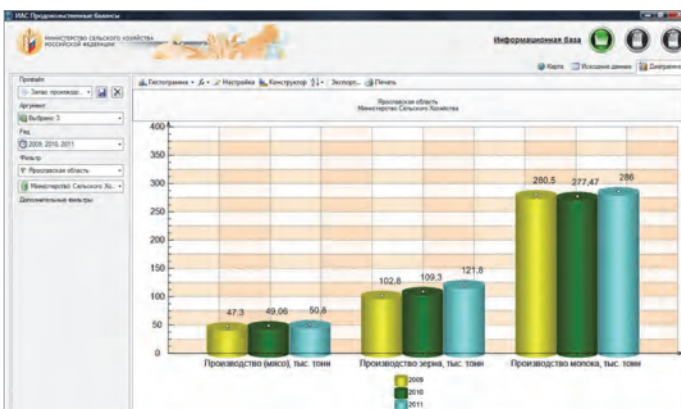 ИАС Продовольственные Балансы
МИНИСТЕРСТВО СЕЛЬСКОГО ХОЗЯЙСТВА
РОССИЙСКОЙ ФЕДЕРАЦИИ
Информационная база
Карта Исходные данные Диаграмма
Гистограмма Настройка Конструктор Экспорт... Печать
Запас производс...
Аргумент
Выбрано: 3
Ряд
2009, 2010, 2011
Фильтр
Ярославская область
Министерство Сельского Хо...
Дополнительные фильтры
Ярославская область
Министерство Сельского Хозяйства
400
350
300
250
200
150
100
50
0
47,3 49,06 50,8
102,8 109,3 121,8
280,5 277,47 286
Производство (мясо), тыс. тонн Производство зерна, тыс. тонн Производство молока, тыс. тонн
2009
2010
2011